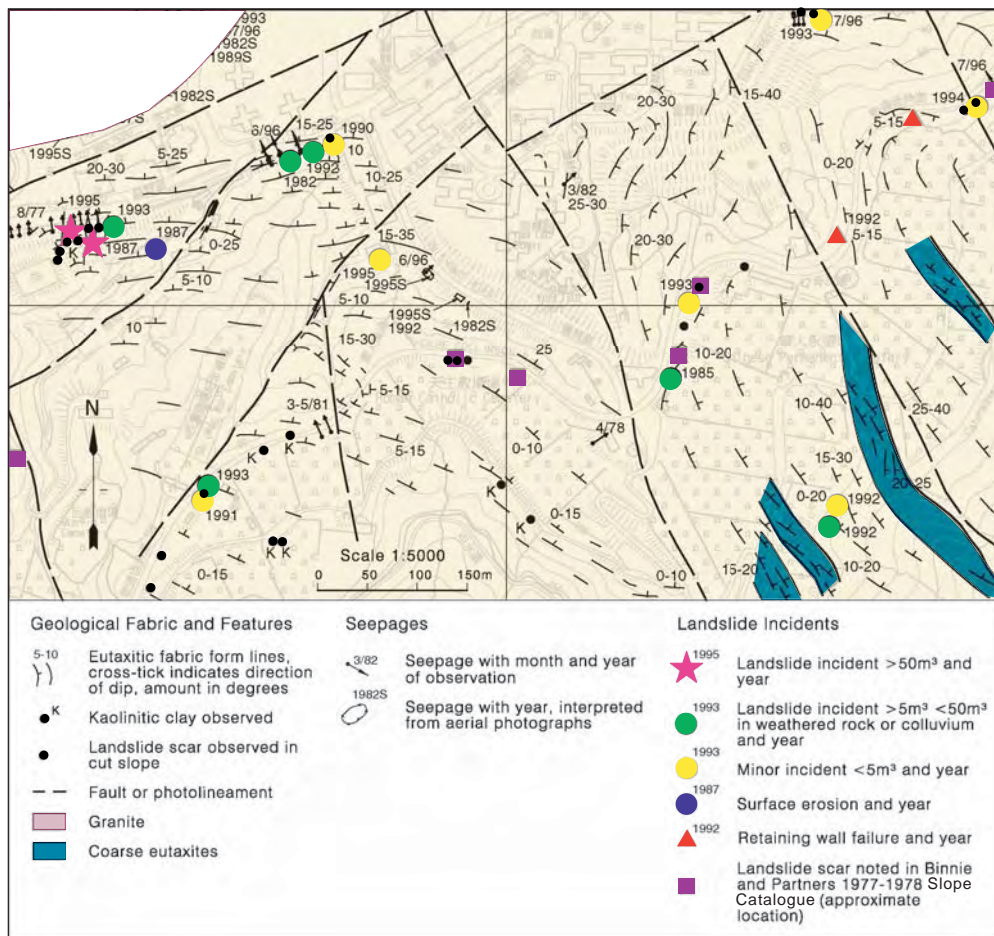 1993
7/96
1982S
1989S
1982S
1995S
5-25
20-30
8/77
1995
1993
1987
1987
K
0-25
5-10
10
6/96
15-25
1990
10
1992
1982
10-25
15-35
6/96
1995
1995S
5-10
1995S
1992
1982S
15-30
5-15
3-5/81
5-15
K
K
1993
1991
K K
0-15
N
Scale 1:5000
0 50 100 150m
1993
7/96
15-40
20-30
7/96
1994
5-15
0-20
3/82
25-30
20-30
1992
5-15
1993
25
10-20
1985
10-40
25-40
4/78
0-10
15-30
20-25
K
0-15
K
0-20
1992
1992
0-10
15-20
10-20
Geological Fabric and Features
5-10
Eutaxitic fabric form lines,
cross-tick indicates direction
of dip, amount in degrees
K
Kaolinitic clay observed
Landslide scar observed in
cut slope
Fault or photolineament
Granite
Coarse eutaxites
Seepages
3/82
Seepage with month and year
of observation
1982S
Seepage with year, interpreted
from aerial photographs
Landslide Incidents
1995
Landslide incident >50m³ and
year
1993
Landslide incident >5m³ <50m³
in weathered rock or colluvium
and year
1993
Minor incident <5m³ and year
1987
Surface erosion and year
1992
Retaining wall failure and year
Landslide scar noted in Binnie
and Partners 1977-1978 Slope
Catalogue (approximate
location)